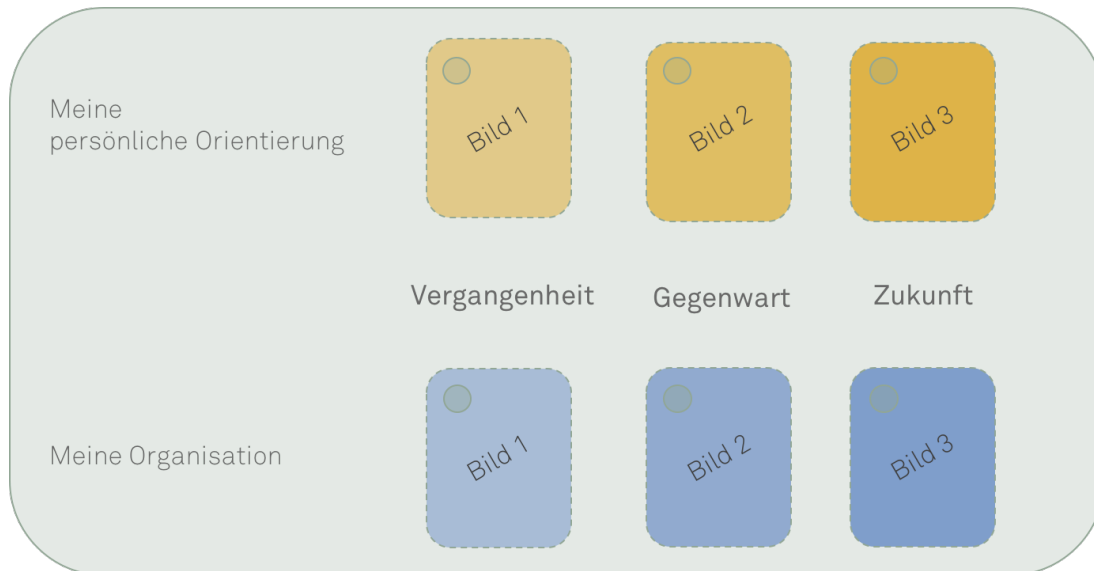 Meine
persönliche Orientierung
Bild 1
Bild 2
Bild 3
Vergangenheit
Gegenwart
Zukunft
Meine Organisation
Bild 1
Bild 2
Bild 3